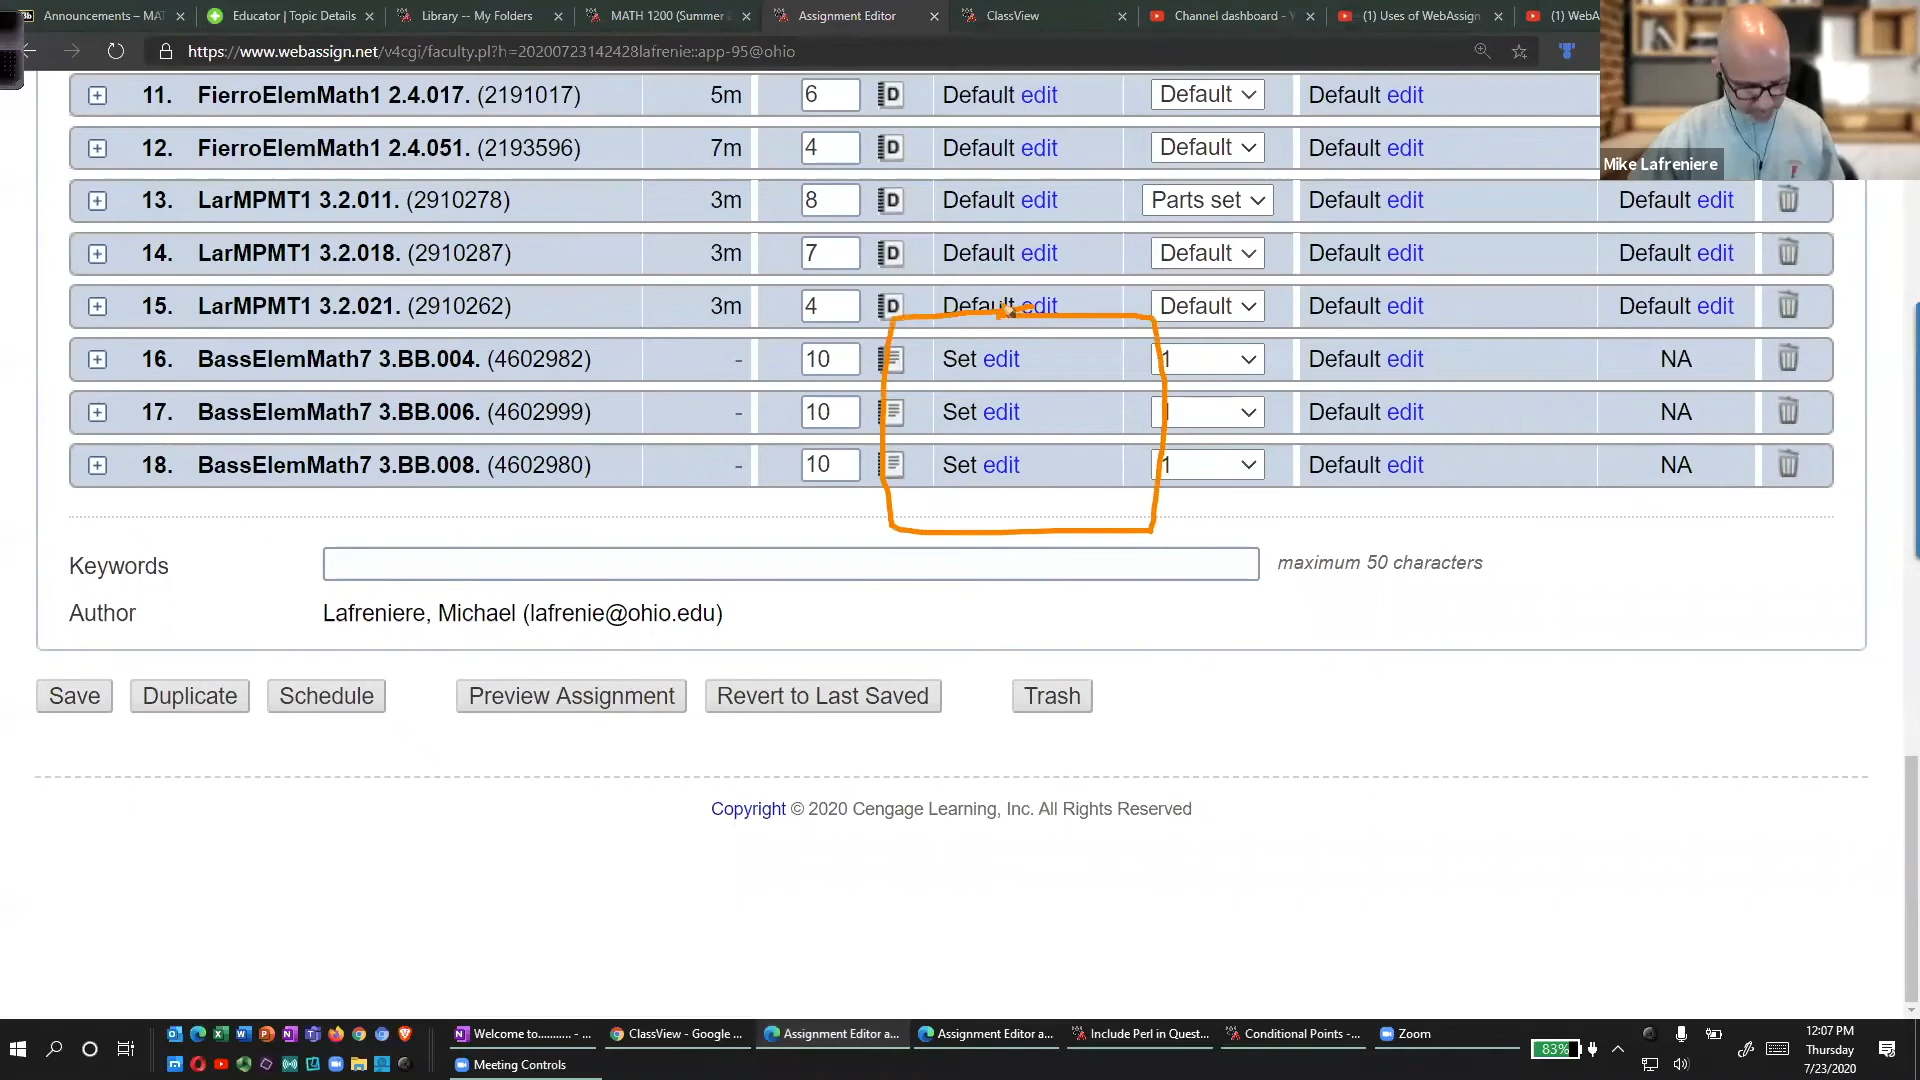 Announcements – MAT
Educator | Topic Details
Library -- My Folders
MATH 1200 (Summer
Assignment Editor
ClassView
Channel dashboard - Y
(1) Uses of WebAssign
(1) WebA
https://www.webassign.net/v4cgi/faculty.pl?h=20200723142428lafrenie::app-95@ohio
Mike Lafreniere
11. FierroElemMath1 2.4.017. (2191017) 5m 6 D Default edit Default Default edit
12. FierroElemMath1 2.4.051. (2193596) 7m 4 D Default edit Default Default edit
13. LarMPMT1 3.2.011. (2910278) 3m 8 D Default edit Parts set Default edit Default edit
14. LarMPMT1 3.2.018. (2910287) 3m 7 D Default edit Default Default edit Default edit
15. LarMPMT1 3.2.021. (2910262) 3m 4 D Default edit Default Default edit Default edit
16. BassElemMath7 3.BB.004. (4602982) - 10 Set edit 1 Default edit NA
17. BassElemMath7 3.BB.006. (4602999) - 10 Set edit 1 Default edit NA
18. BassElemMath7 3.BB.008. (4602980) - 10 Set edit 1 Default edit NA
Keywords maximum 50 characters
Author Lafreniere, Michael (lafrenie@ohio.edu)
Save Duplicate Schedule Preview Assignment Revert to Last Saved Trash
Copyright © 2020 Cengage Learning, Inc. All Rights Reserved
Welcome to........... - ...
ClassView - Google ...
Assignment Editor a...
Assignment Editor a...
Include Perl in Quest...
Conditional Points -...
Zoom
Meeting Controls
83%
12:07 PM
Thursday
7/23/2020